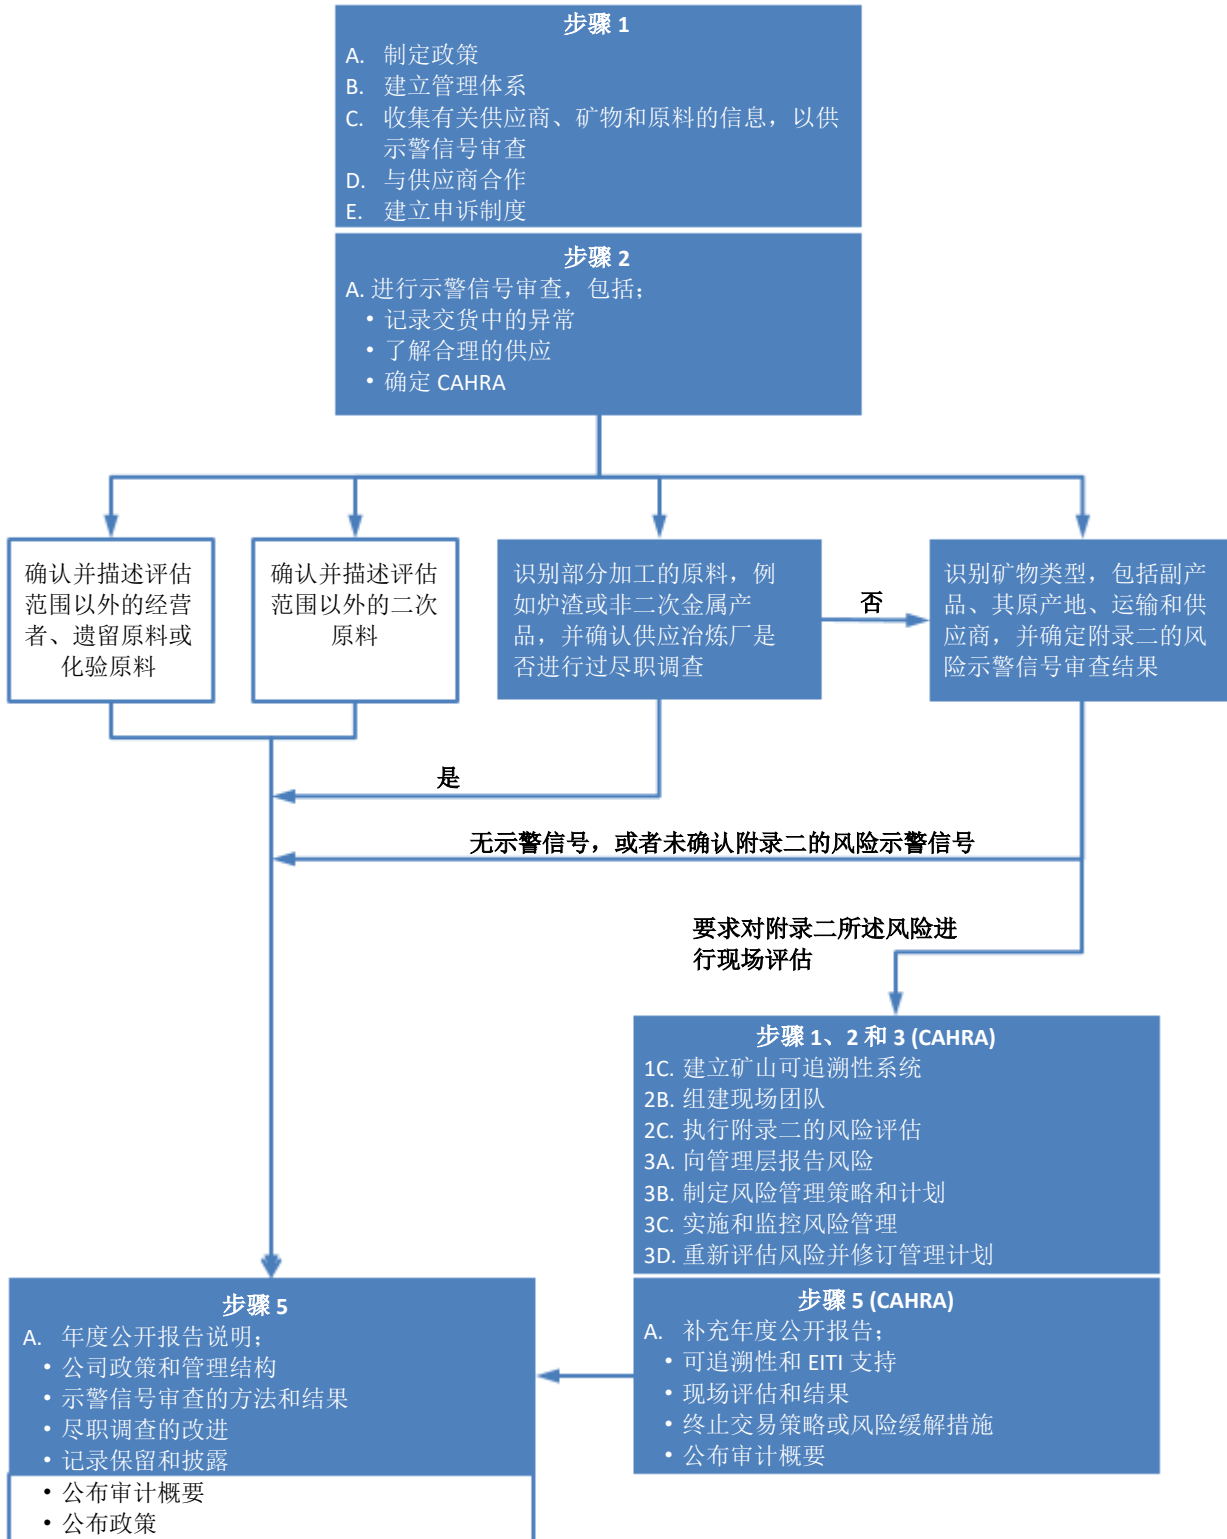 步骤 1
A. 制定政策
B. 建立管理体系
C. 收集有关供应商、矿物和原料的信息，以供
示警信号审查
D. 与供应商合作
E. 建立申诉制度
步骤 2
A. 进行示警信号审查，包括；
• 记录交货中的异常
• 了解合理的供应
• 确定 CAHRA
确认并描述评估
范围以外的经营
者、遗留原料或
化验原料
确认并描述评估
范围以外的二次
原料
识别部分加工的原料，例
如炉渣或非二次金属产
品，并确认供应冶炼厂是
否进行过尽职调查
否
识别矿物类型，包括副产
品、其原产地、运输和供
应商，并确定附录二的风
险示警信号审查结果
是
无示警信号，或者未确认附录二的风险示警信号
要求对附录二所述风险进
行现场评估
步骤 1、2 和 3 (CAHRA)
1C. 建立矿山可追溯性系统
2B. 组建现场团队
2C. 执行附录二的风险评估
3A. 向管理层报告风险
3B. 制定风险管理策略和计划
3C. 实施和监控风险管理
3D. 重新评估风险并修订管理计划
步骤 5
A. 年度公开报告说明；
• 公司政策和管理结构
• 示警信号审查的方法和结果
• 尽职调查的改进
• 记录保留和披露
• 公布审计概要
• 公布政策
步骤 5 (CAHRA)
A. 补充年度公开报告；
• 可追溯性和 EITI 支持
• 现场评估和结果
• 终止交易策略或风险缓解措施
• 公布审计概要